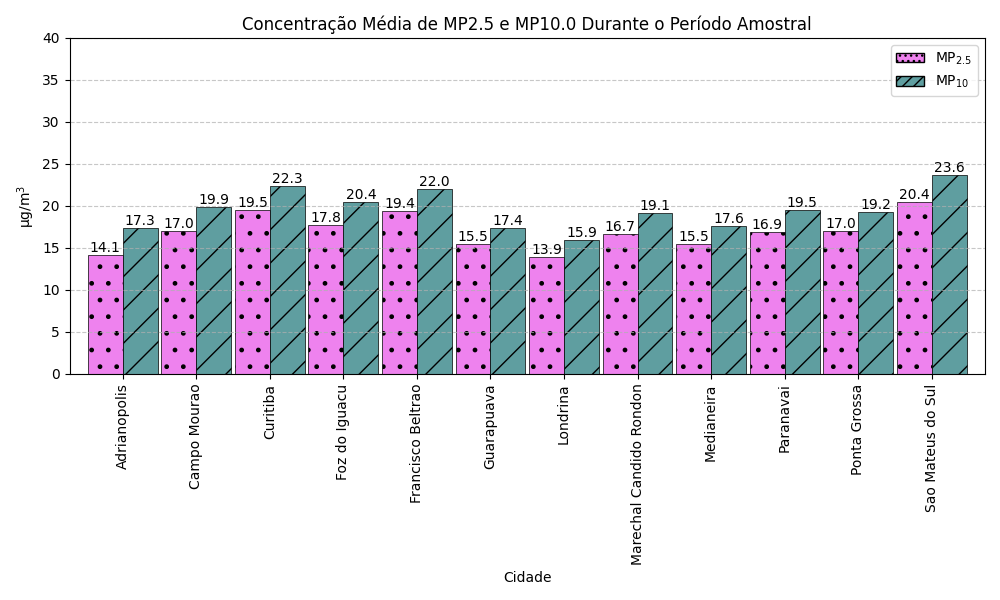 Concentração Média de MP2.5 e MP10.0 Durante o Período Amostral
MP2.5
MP10
µg/m³
40
35
30
25
20
15
10
5
0
14.1 17.3 17.0 19.9 19.5 22.3 17.8 20.4 19.4 22.0 15.5 17.4 13.9 15.9 16.7 19.1 15.5 17.6 16.9 19.5 17.0 19.2 20.4 23.6
Adrianopolis
Campo Mourao
Curitiba
Foz do Iguacu
Francisco Beltrao
Guarapuava
Londrina
Marechal Candido Rondon
Medianeira
Paranavai
Ponta Grossa
Sao Mateus do Sul
Cidade